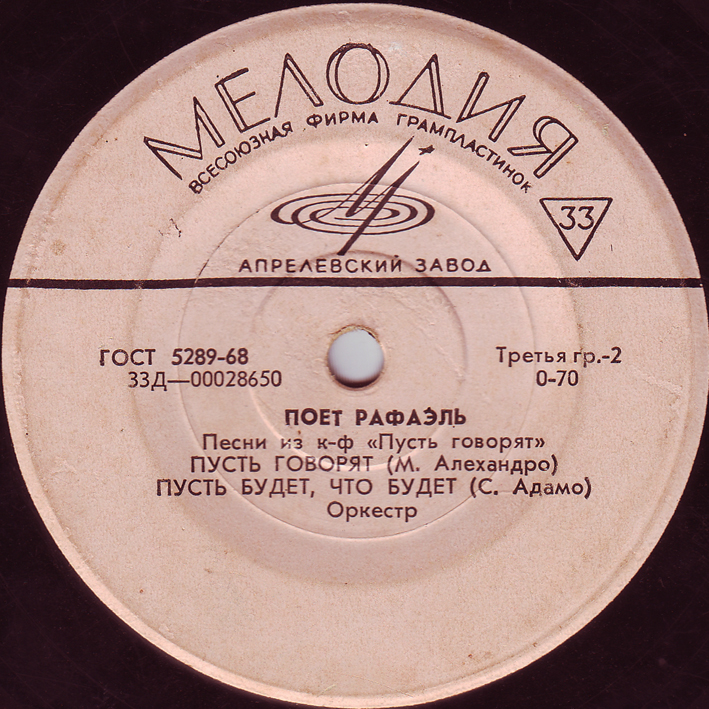 МЕЛОДИЯ
ВСЕСОЮЗНАЯ ФИРМА ГРАМПЛАСТИНОК
33
АПРЕЛЕВСКИЙ ЗАВОД
ГОСТ 5289-68
Третья гр.-2
33Д—00028650
0-70
ПОЕТ РАФАЭЛЬ
Песни из к-ф «Пусть говорят»
ПУСТЬ ГОВОРЯТ (М. Алехандро)
ПУСТЬ БУДЕТ, ЧТО БУДЕТ (С. Адамо)
Оркестр